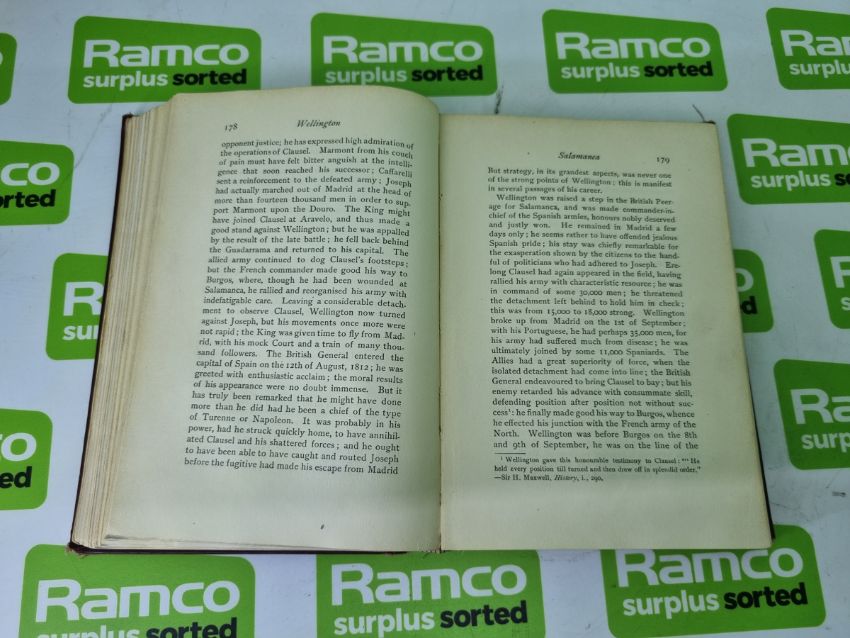 Ramco
surplus sorted
Ramco
surplus sorted
Ramco
surplus sorted
Ram
surplu
Ramco
sorted
Ramc
surplus
178
Wellington
opponent justice; he has expressed high admiration of
the operations of Clausel. Marmont from his couch
of pain must have felt bitter anguish at the intelli-
gence that soon reached his successor; Caffarelli
sent a reinforcement to the defeated army: Joseph
had actually marched out of Madrid at the head of
more than fourteen thousand men in order to sup-
port Marmont upon the Douro. The King might
have joined Clausel at Aravelo, and thus made a
good stand against Wellington; but he was appalled
by the result of the late battle; he fell back behind
the Guadarrama and returned to his capital. The
allied army continued to dog Clausel's footsteps;
but the French commander made good his way to
Burgos, where, though he had been wounded at
Salamanca, he rallied and reorganised his army with
indefatigable care. Leaving a considerable detach-
ment to observe Clausel, Wellington now turned
against Joseph, but his movements once more were
not rapid; the King was given time to fly from Mad-
rid, with his mock Court and a train of many thou-
sand followers. The British General entered the
capital of Spain on the 12th of August, 1812; he was
greeted with enthusiastic acclaim; the moral results
of his appearance were no doubt immense. But it
has truly been remarked that he might have done
more than he did had he been a chief of the type
of Turenne or Napoleon. It was probably in his
power, had he struck quickly home, to have annihil-
ated Clausel and his shattered forces; and he ought
to have been able to have caught and routed Joseph
before the fugitive had made his escape from Madrid
Salamanca
179
But strategy, in its grandest aspects, was never one
of the strong points of Wellington; this is manifest
in several passages of his career.
Wellington was raised a step in the British Peer-
age for Salamanca, and was made commander-in-
chief of the Spanish armies, honours nobly deserved
and justly won. He remained in Madrid a few
days only; he seems rather to have offended jealous
Spanish pride; his stay was chiefly remarkable for
the exasperation shown by the citizens to the hand-
ful of politicians who had adhered to Joseph. Ere-
long Clausel had again appeared in the field, having
rallied his army with characteristic resource; he was
in command of some 30,000 men; he threatened
the detachment left behind to hold him in check;
this was from 15,000 to 18,000 strong. Wellington
broke up from Madrid on the 1st of September;
with his Portuguese, he had perhaps 35,000 men, for
his army had suffered much from disease; he was
ultimately joined by some 11,000 Spaniards. The
Allies had a great superiority of force, when the
isolated detachment had come into line; the British
General endeavoured to bring Clausel to bay; but his
enemy retarded his advance with consummate skill,
defending position after position not without suc-
cess¹: he finally made good his way to Burgos, whence
he effected his junction with the French army of the
North. Wellington was before Burgos on the 8th
and 9th of September, he was on the line of the
¹ Wellington gave this honourable testimony to Clausel: "' He
held every position till turned and then drew off in splendid order."
—Sir H. Maxwell, History, i., 290,
Ramco
surplus sorted
Ramco
surplus sorted
Ramco
surplus sorted